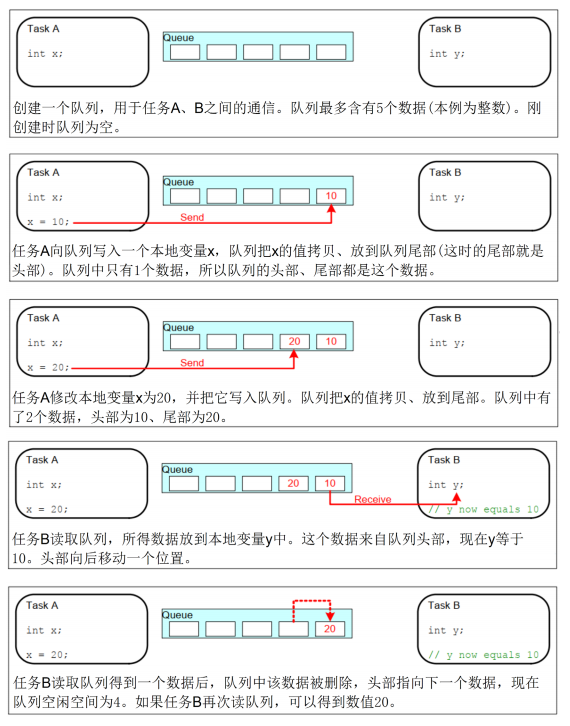 Task A
int x;
Queue
Task B
int y;
创建一个队列，用于任务A、B之间的通信。队列最多含有5个数据(本例为整数)。刚
创建时队列为空。
Task A
int x;
x = 10;
Queue
10
Send
Task B
int y;
任务A向队列写入一个本地变量x，队列把x的值拷贝、放到队列尾部(这时的尾部就是
头部)。队列中只有1个数据，所以队列的头部、尾部都是这个数据。
Task A
int x;
x = 20;
Queue
20 10
Send
Task B
int y;
任务A修改本地变量x为20，并把它写入队列。队列把x的值拷贝、放到尾部。队列中有
了2个数据，头部为10、尾部为20。
Task A
int x;
x = 20;
Queue
20 10
Receive
Task B
int y;
// y now equals 10
任务B读取队列，所得数据放到本地变量y中。这个数据来自队列头部，现在y等于
10。头部向后移动一个位置。
Task A
int x;
x = 20;
Queue
20
Task B
int y;
// y now equals 10
任务B读取队列得到一个数据后，队列中该数据被删除，头部指向下一个数据，现在
队列空闲空间为4。如果任务B再次读队列，可以得到数值20。